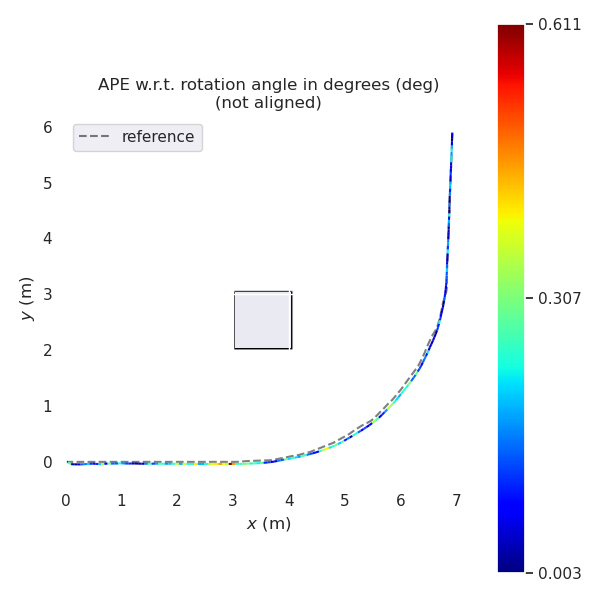 APE w.r.t. rotation angle in degrees (deg)
(not aligned)
reference
6
5
4
3
2
1
0
y (m)
0 1 2 3 4 5 6 7
x (m)
0.611
0.307
0.003